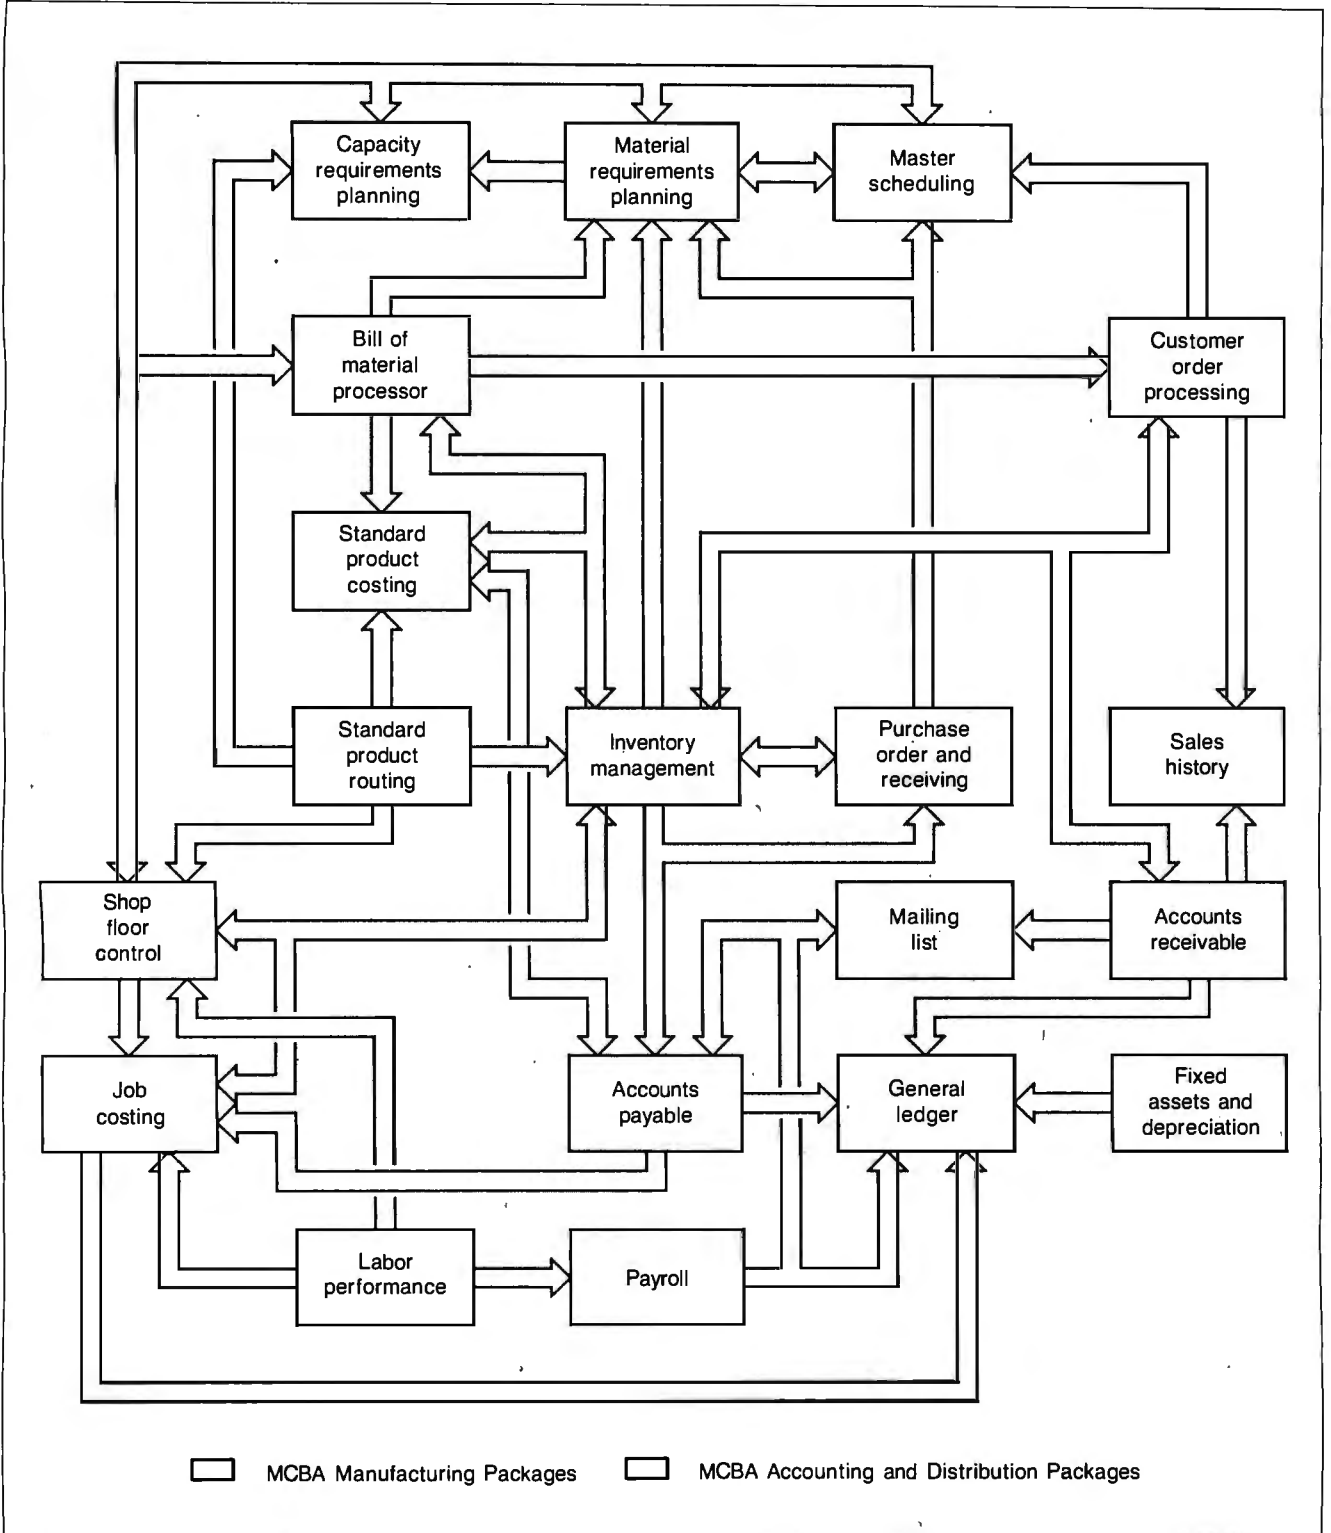 Capacity
requirements
planning
Material
requirements
planning
Master
scheduling
Bill of
material
processor
Customer
order
processing
Standard
product
costing
Standard
product
routing
Inventory
management
Purchase
order and
receiving
Sales
history
Shop
floor
control
Mailing
list
Accounts
receivable
Job
costing
Accounts
payable
General
ledger
Fixed
assets and
depreciation
Labor
performance
Payroll
MCBA Manufacturing Packages
MCBA Accounting and Distribution Packages